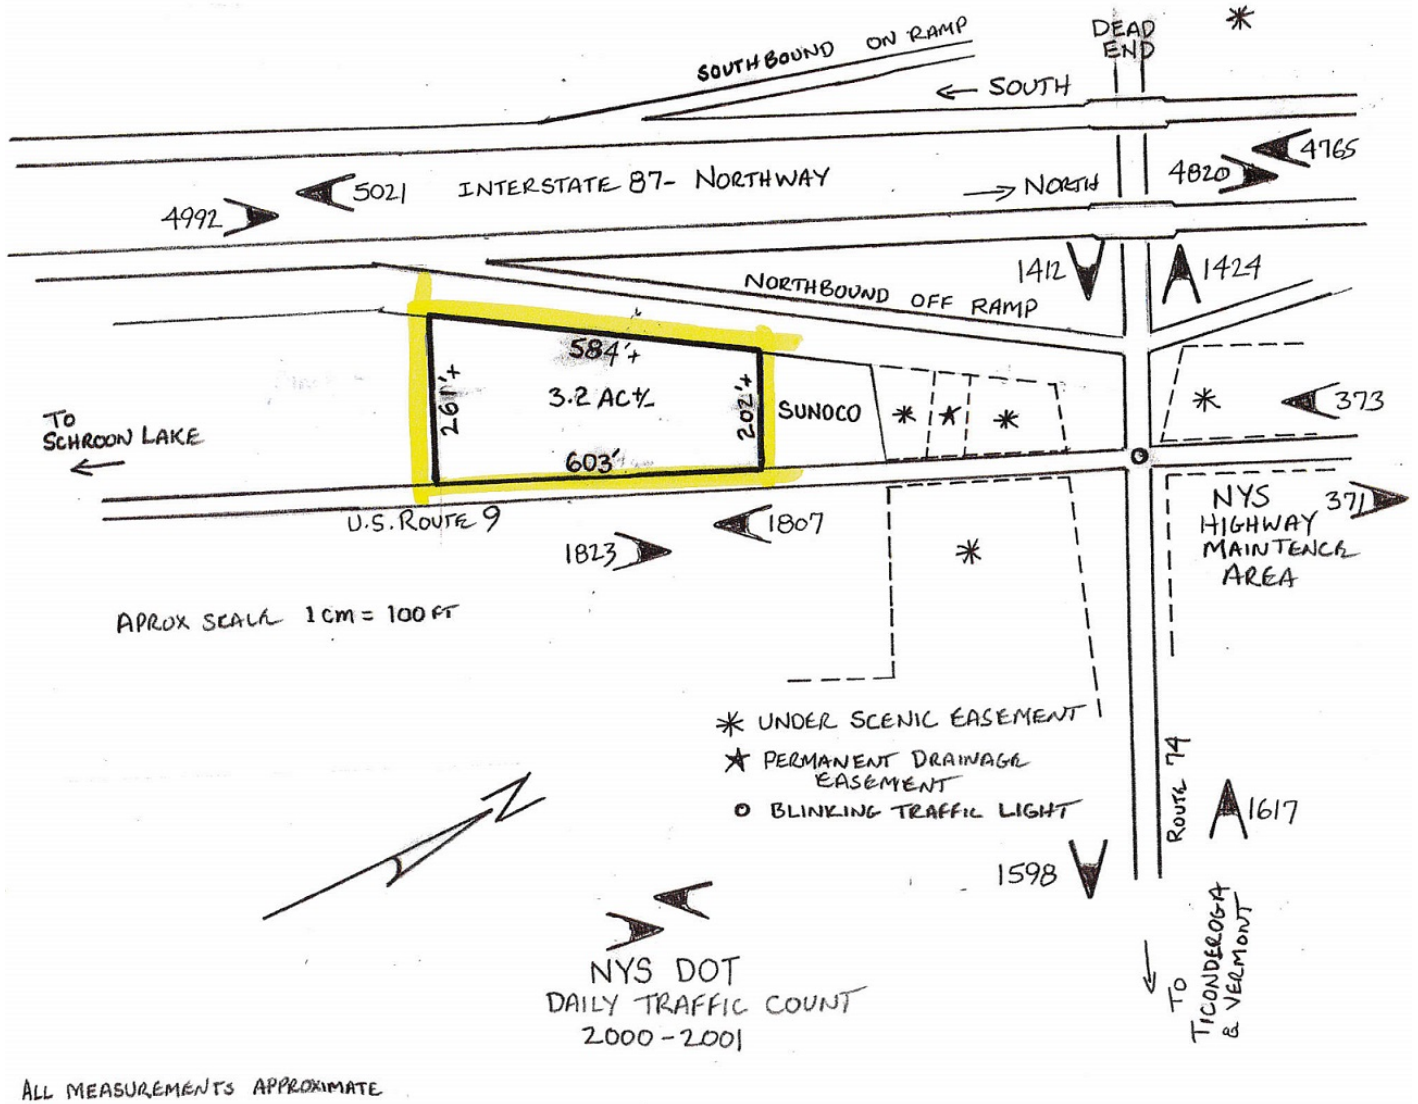 SOUTHBOUND ON RAMP
DEAD
END
*
← SOUTH
4765
4820
5021
INTERSTATE 87- NORTHWAY
→ NORTH
4992
1412
1424
NORTHBOUND OFF RAMP
584'±
261'±
3.2 AC±
202'±
SUNOCO
603'
373
TO
SCHROON LAKE
←
U.S. ROUTE 9
1807
1823
NYS
HIGHWAY
MAINTENCE
AREA
371
APROX SCALE 1 cm = 100 FT
* UNDER SCENIC EASEMENT
★ PERMANENT DRAINAGE
EASEMENT
o BLINKING TRAFFIC LIGHT
ROUTE 74
1617
1598
N
TO
TICONDEROGA
& VERMONT
NYS DOT
DAILY TRAFFIC COUNT
2000-2001
ALL MEASUREMENTS APPROXIMATE